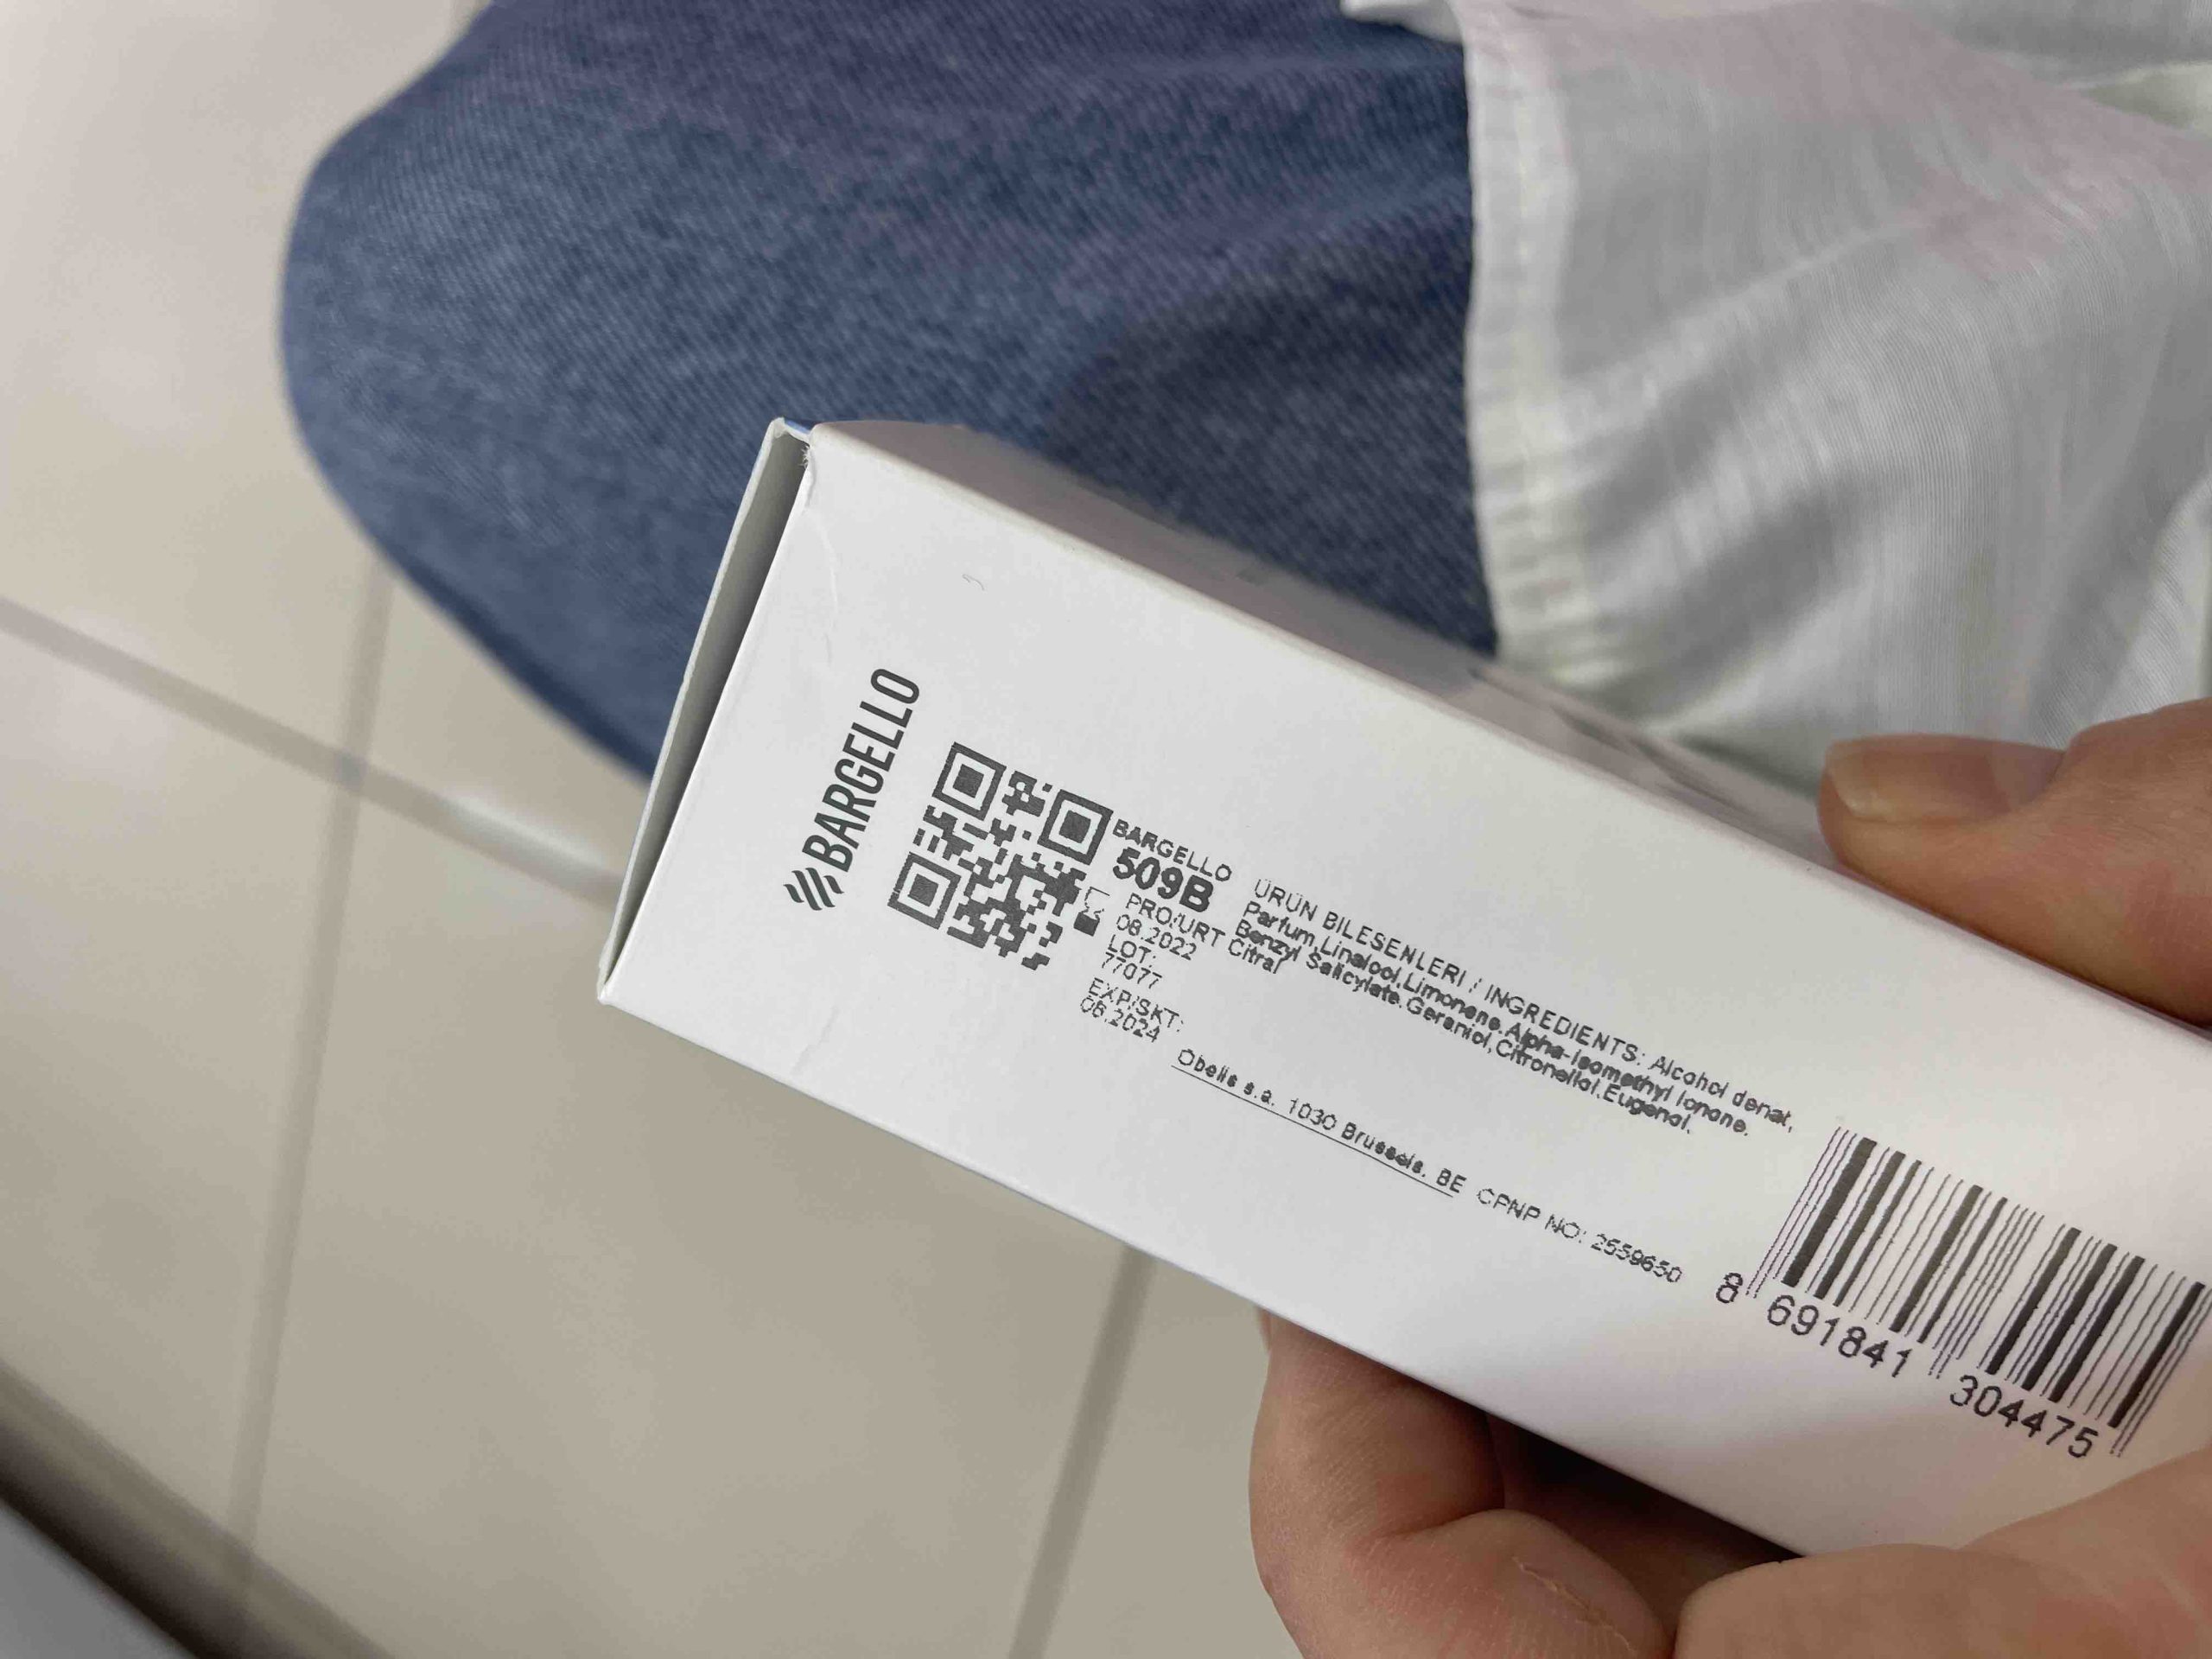 BARGELLO
BARGELLO
509B
PRO/URT
08.2022
LOT:
77077
EXP/SKT:
08.2024
ÜRÜN BILESENLERI / INGREDIENTS: Alcohol denat,
Parfum,Linalool,Limonene,Alpha-Isomethyl Ionone.
Benzyl Salicylate.Geraniol,Citronellol,Eugenol.
Citral
Obelis s.a. 1030 Brussels. BE CPNP NO: 2559650
8 691841 304475